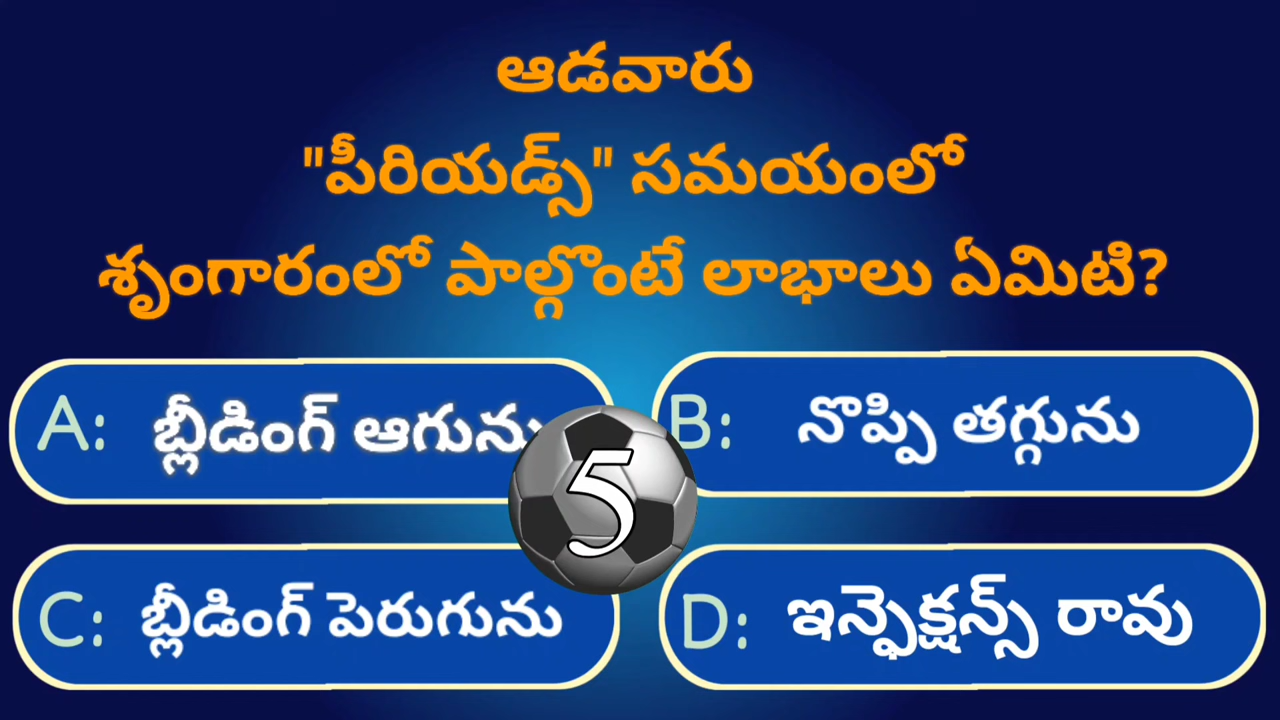 ఆడవారు
"పీరియడ్స్" సమయంలో
శృంగారంలో పాల్గొంటే లాభాలు ఏమిటి?
A: బ్లీడింగ్ ఆగును
B: నొప్పి తగ్గును
5
C: బ్లీడింగ్ పెరుగును
D: ఇన్ఫెక్షన్స్ రావు